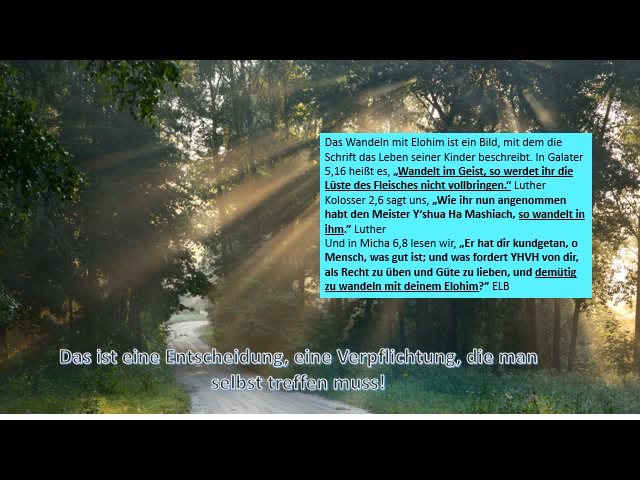 Das Wandeln mit Elohim ist ein Bild, mit dem die
Schrift das Leben seiner Kinder beschreibt. In Galater
5,16 heißt es, „Wandelt im Geist, so werdet ihr die
Lüste des Fleisches nicht vollbringen.“ Luther
Kolosser 2,6 sagt uns, „Wie ihr nun angenommen
habt den Meister Y‘shua Ha Mashiach, so wandelt in
ihm.” Luther
Und in Micha 6,8 lesen wir, „Er hat dir kundgetan, o
Mensch, was gut ist; und was fordert YHVH von dir,
als Recht zu üben und Güte zu lieben, und demütig
zu wandeln mit deinem Elohim?” ELB
Das ist eine Entscheidung, eine Verpflichtung, die man
selbst treffen muss!